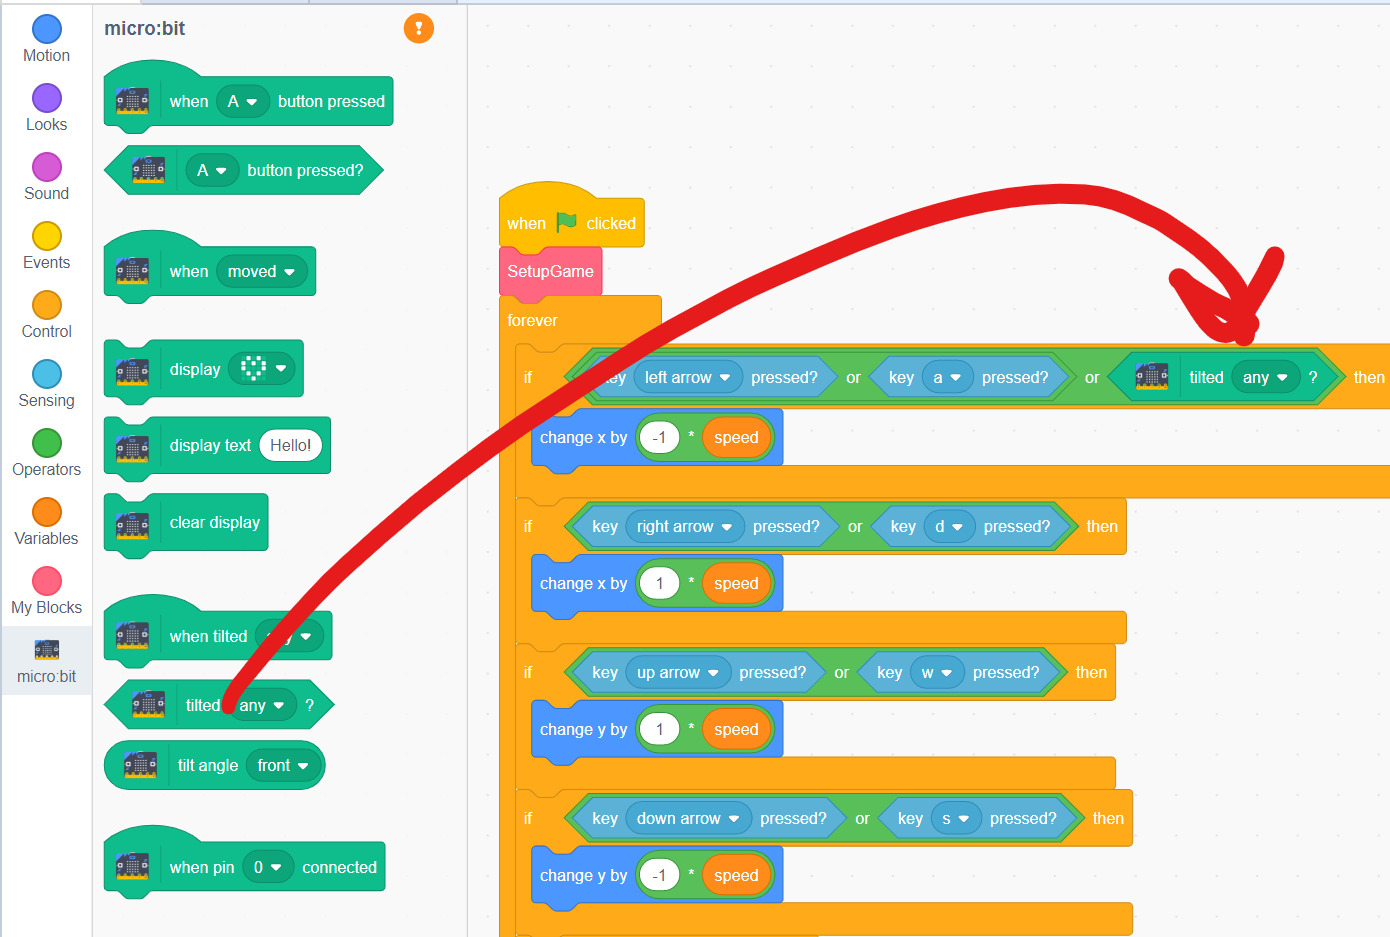 Motion
Looks
Sound
Events
Control
Sensing
Operators
Variables
My Blocks
micro:bit
micro:bit
when A button pressed
A button pressed?
when moved
display
display text Hello!
clear display
when tilted
tilted any ?
tilt angle front
when pin 0 connected
when clicked
SetupGame
forever
if key left arrow pressed? or key a pressed? or tilted any ? then
change x by -1 * speed
if key right arrow pressed? or key d pressed? then
change x by 1 * speed
if key up arrow pressed? or key w pressed? then
change y by 1 * speed
if key down arrow pressed? or key s pressed? then
change y by -1 * speed